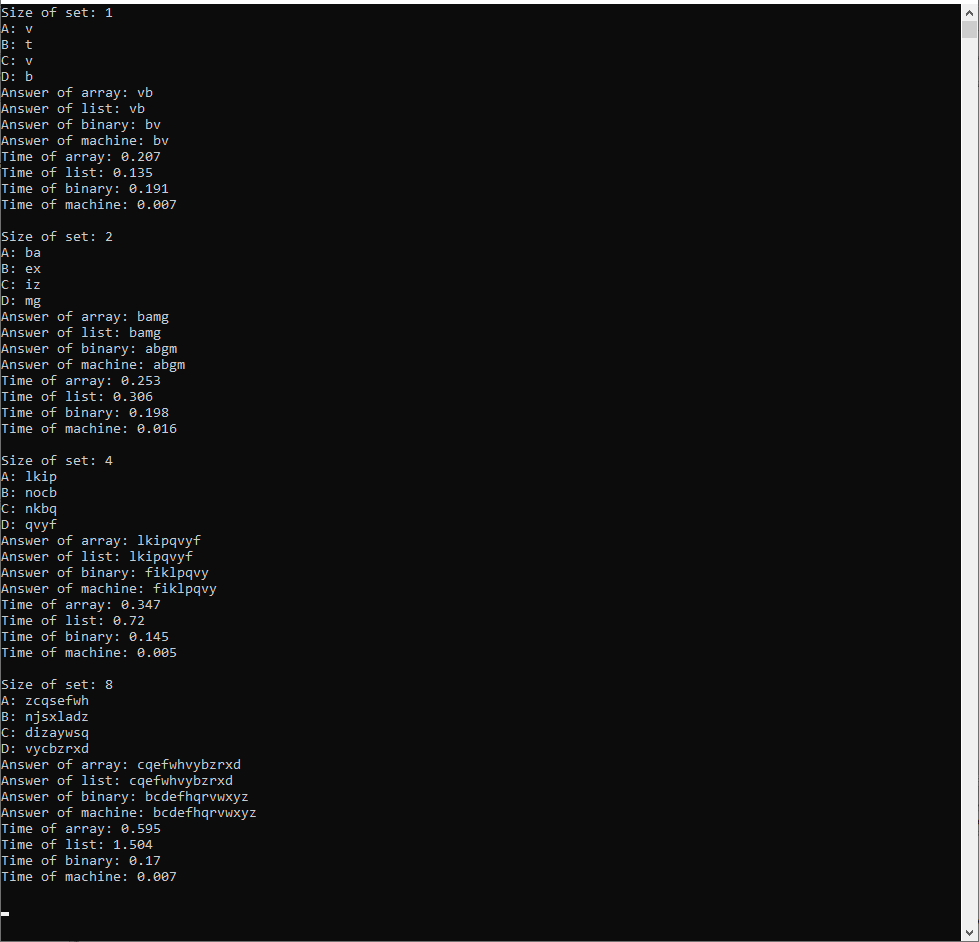 Size of set: 1
A: v
B: t
C: v
D: b
Answer of array: vb
Answer of list: vb
Answer of binary: bv
Answer of machine: bv
Time of array: 0.207
Time of list: 0.135
Time of binary: 0.191
Time of machine: 0.007
Size of set: 2
A: ba
B: ex
C: iz
D: mg
Answer of array: bamg
Answer of list: bamg
Answer of binary: abgm
Answer of machine: abgm
Time of array: 0.253
Time of list: 0.306
Time of binary: 0.198
Time of machine: 0.016
Size of set: 4
A: lkip
B: nocb
C: nkbq
D: qvyf
Answer of array: lkipqvyf
Answer of list: lkipqvyf
Answer of binary: fiklpqvy
Answer of machine: fiklpqvy
Time of array: 0.347
Time of list: 0.72
Time of binary: 0.145
Time of machine: 0.005
Size of set: 8
A: zcqsefwh
B: njsxladz
C: dizaywsq
D: vycbzrxd
Answer of array: cqefwhvybzrxd
Answer of list: cqefwhvybzrxd
Answer of binary: bcdefhqrvwxyz
Answer of machine: bcdefhqrvwxyz
Time of array: 0.595
Time of list: 1.504
Time of binary: 0.17
Time of machine: 0.007